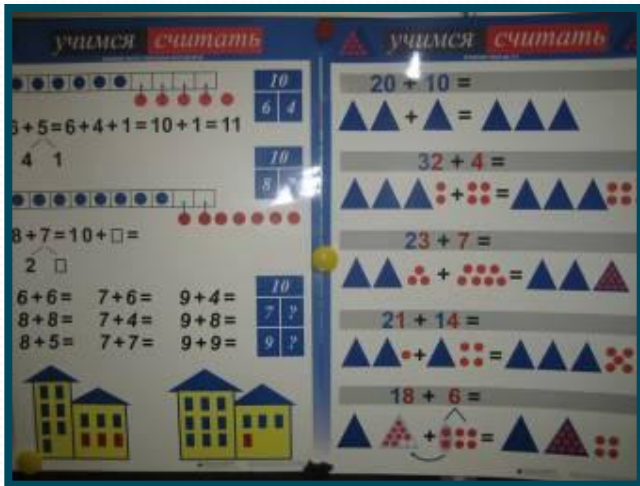 учимся считать
10
6 4
6+5=6+4+1=10+1=11
4 1
10
8
8+7=10+□=
2 □
6+6= 7+6= 9+4=
8+8= 7+4= 9+8=
8+5= 7+7= 9+9=
10
7 ?
9 ?
учимся считать
20 + 10 =
+ =
32 + 4 =
+ =
23 + 7 =
+ =
21 + 14 =
+ =
18 + 6 =
+ =